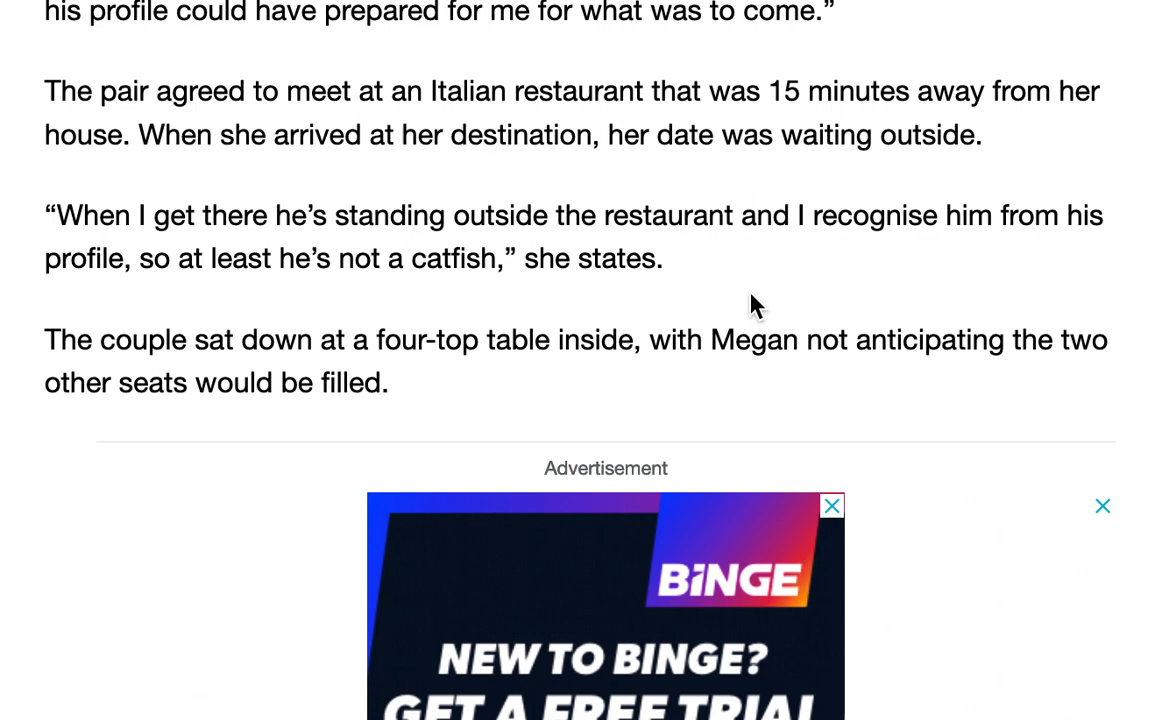 his profile could have prepared for me for what was to come.”
The pair agreed to meet at an Italian restaurant that was 15 minutes away from her
house. When she arrived at her destination, her date was waiting outside.
“When I get there he’s standing outside the restaurant and I recognise him from his
profile, so at least he’s not a catfish,” she states.
The couple sat down at a four-top table inside, with Megan not anticipating the two
other seats would be filled.
Advertisement
BiNGE
NEW TO BINGE?
GET A FREE TRIAL